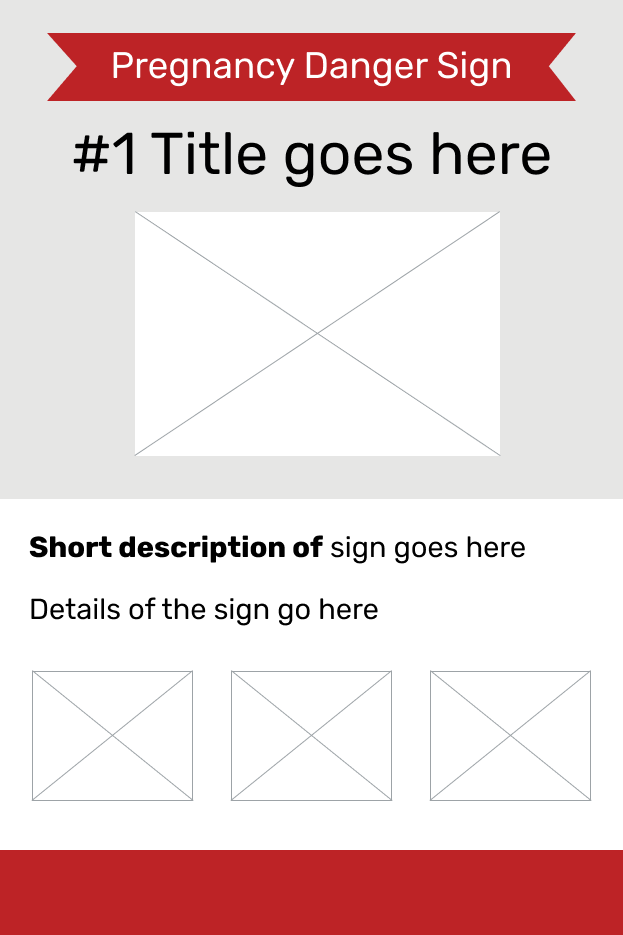 Pregnancy Danger Sign
#1 Title goes here
Short description of sign goes here
Details of the sign go here